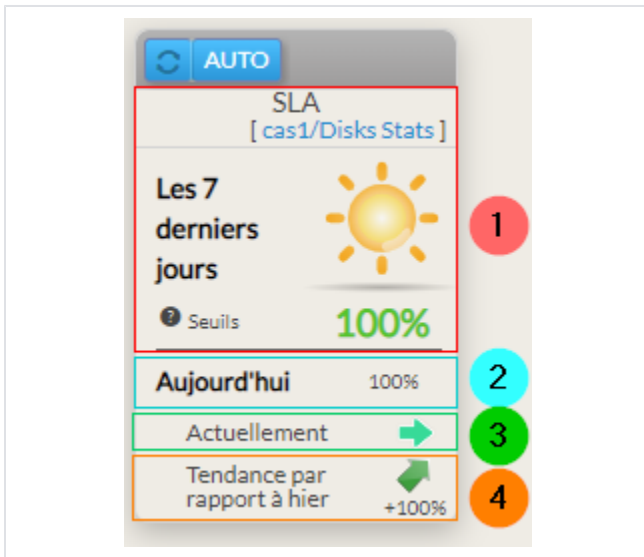 AUTO
SLA
[ cas1/Disks Stats ]
Les 7
derniers
jours
? Seuils
100%
1
Aujourd'hui
100%
2
Actuellement
3
Tendance par
rapport à hier
+100%
4